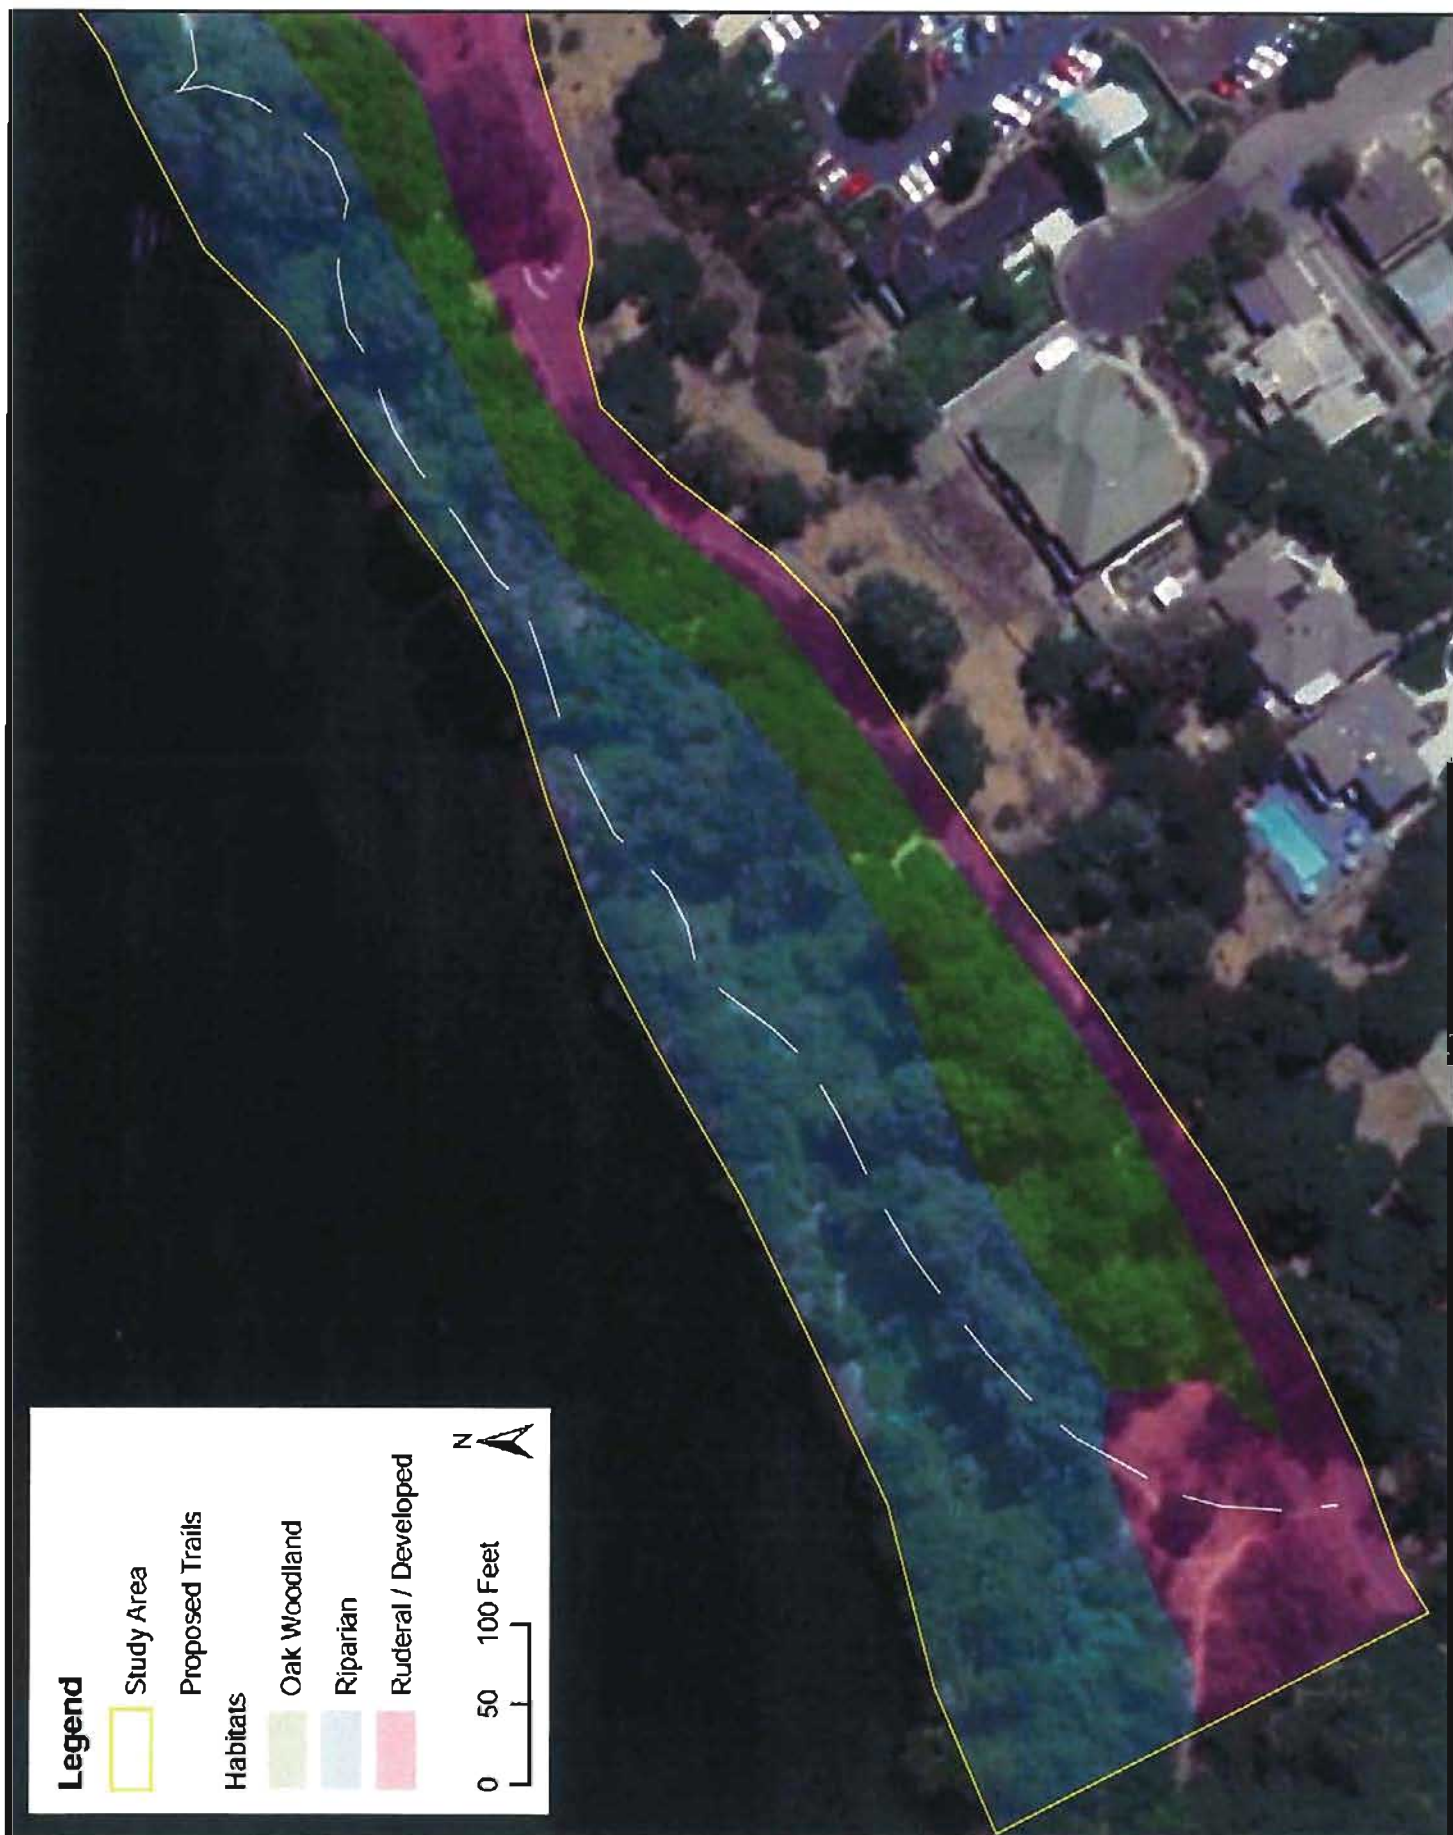 Legend
Study Area
Proposed Trails
Habitats
Oak Woodland
Riparian
Ruderal / Developed
0 50 100 Feet
N